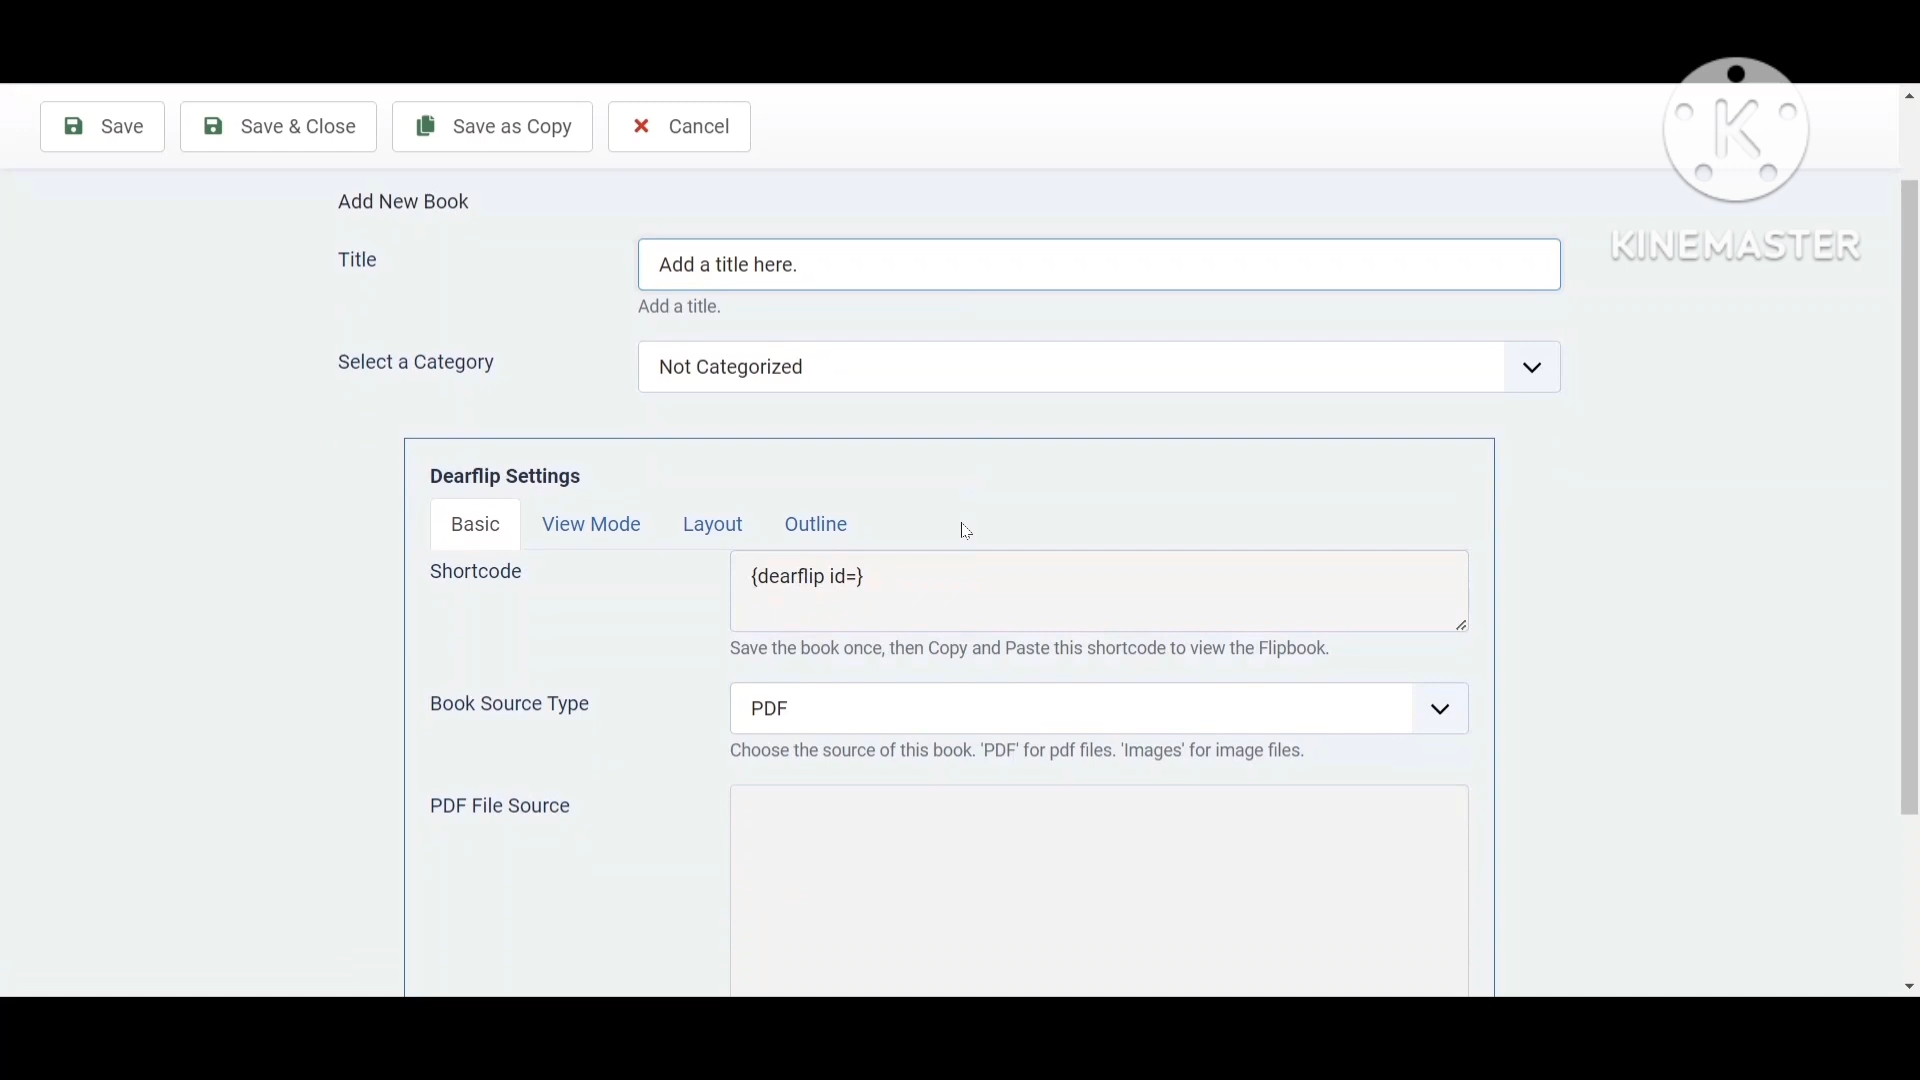 Save
Save & Close
Save as Copy
Cancel
K
KINEMASTER
Add New Book
Title
Add a title here.
Add a title.
Select a Category
Not Categorized
Dearflip Settings
Basic
View Mode
Layout
Outline
Shortcode
{dearflip id=}
Save the book once, then Copy and Paste this shortcode to view the Flipbook.
Book Source Type
PDF
Choose the source of this book. 'PDF' for pdf files. 'Images' for image files.
PDF File Source